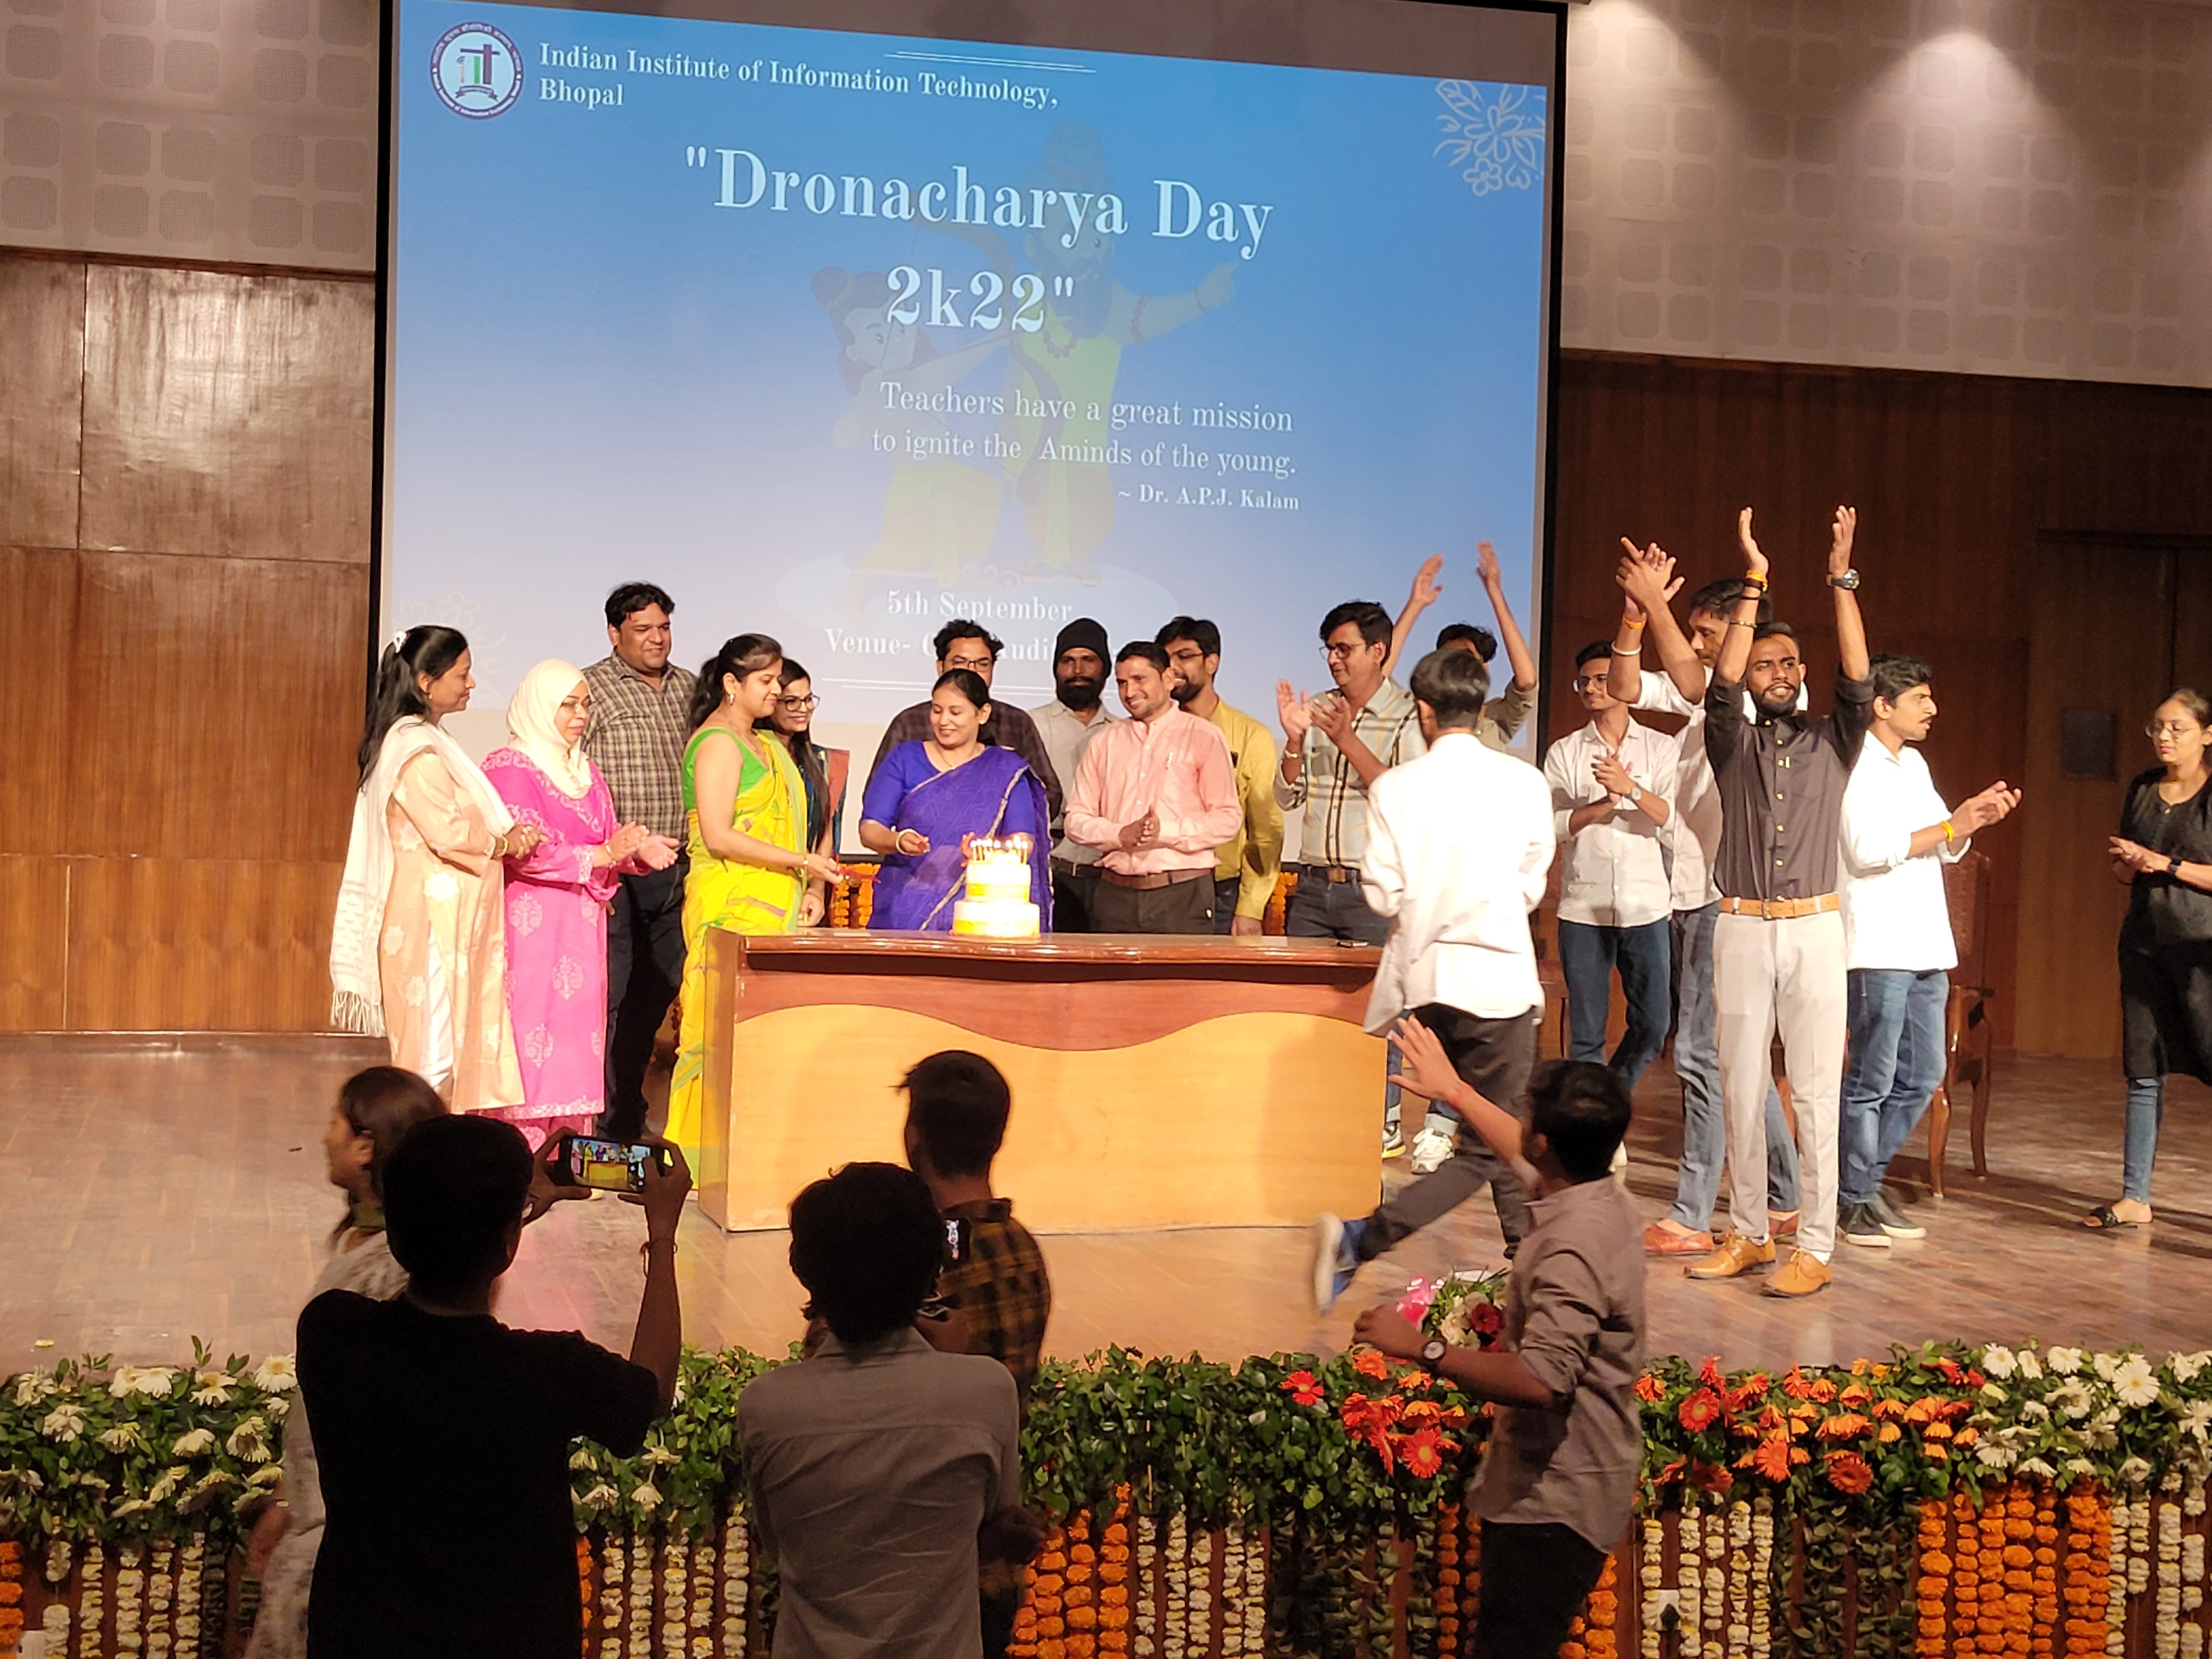 Indian Institute of Information Technology,
Bhopal
"Dronacharya Day
2k22"
Teachers have a great mission
to ignite the Aminds of the young.
~ Dr. A.P.J. Kalam
5th September
Venue-